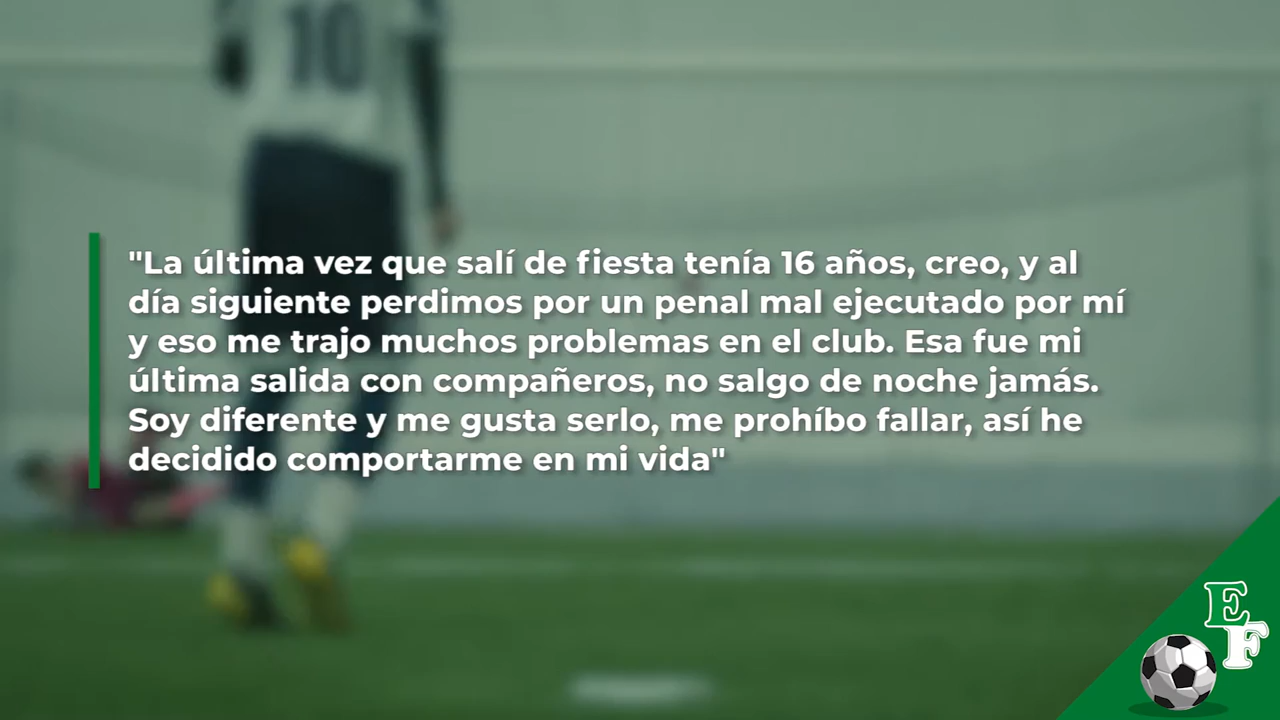 10
"La última vez que salí de fiesta tenía 16 años, creo, y al
día siguiente perdimos por un penal mal ejecutado por mí
y eso me trajo muchos problemas en el club. Esa fue mi
última salida con compañeros, no salgo de noche jamás.
Soy diferente y me gusta serlo, me prohíbo fallar, así he
decidido comportarme en mi vida"
EF